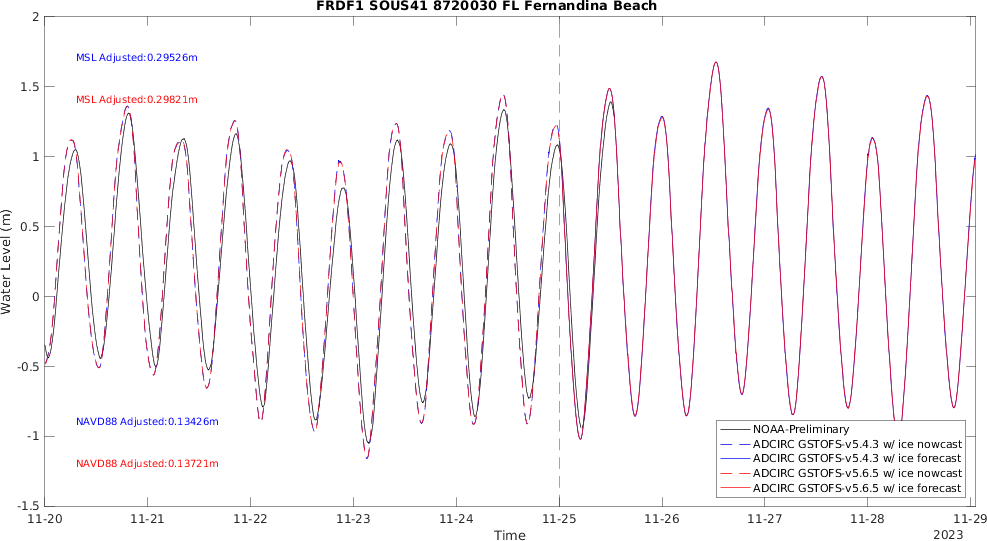 FRDF1 SOUS41 8720030 FL Fernandina Beach
2
1.5
1
0.5
0
-0.5
-1
-1.5
Water Level (m)
MSL Adjusted:0.29526m
MSL Adjusted:0.29821m
NAVD88 Adjusted:0.13426m
NAVD88 Adjusted:0.13721m
NOAA-Preliminary
ADCIRC GSTOFS-v5.4.3 w/ ice nowcast
ADCIRC GSTOFS-v5.4.3 w/ ice forecast
ADCIRC GSTOFS-v5.6.5 w/ ice nowcast
ADCIRC GSTOFS-v5.6.5 w/ ice forecast
11-20 11-21 11-22 11-23 11-24 11-25 11-26 11-27 11-28 11-29
Time
2023